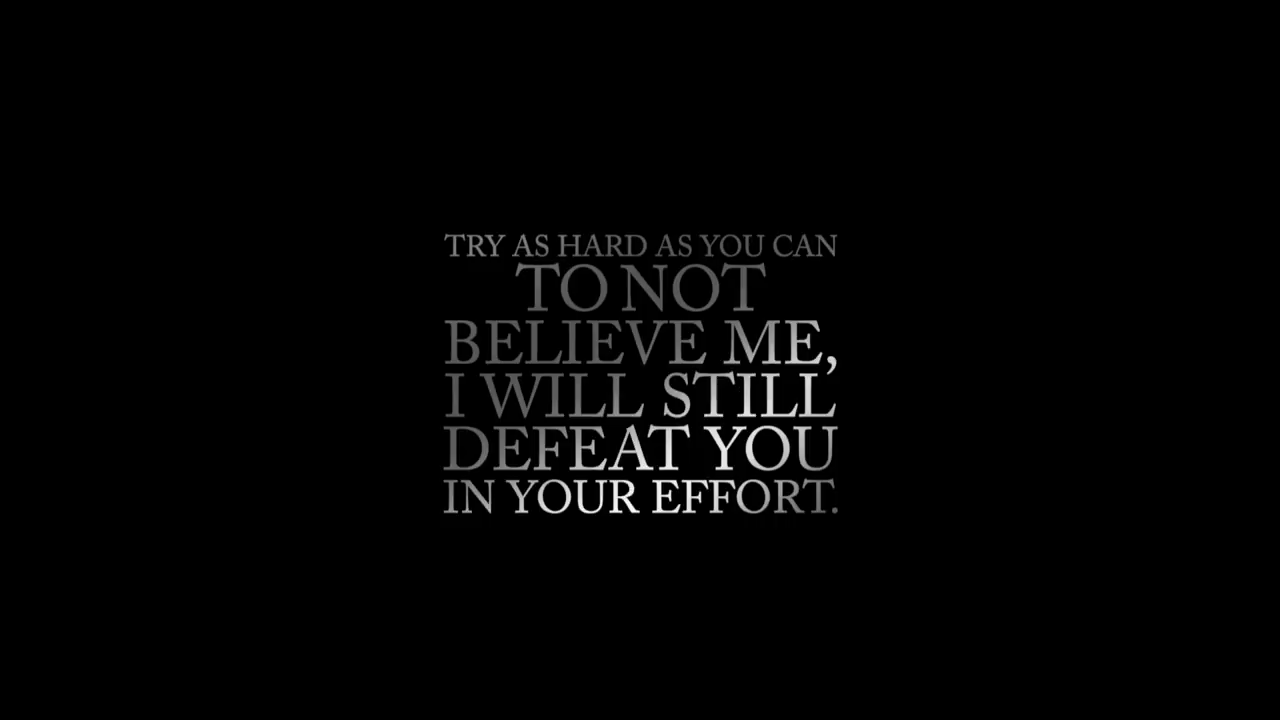 TRY AS HARD AS YOU CAN
TO NOT
BELIEVE ME,
I WILL STILL
DEFEAT YOU
IN YOUR EFFORT.